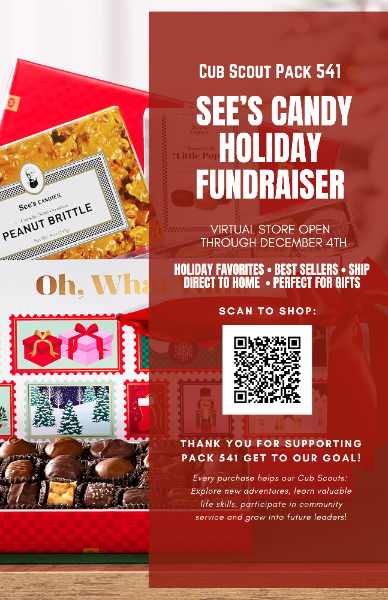 Cub Scout Pack 541
SEE'S CANDY
HOLIDAY
FUNDRAISER
VIRTUAL STORE OPEN
THROUGH DECEMBER 4TH
HOLIDAY FAVORITES • BEST SELLERS • SHIP
DIRECT TO HOME • PERFECT FOR GIFTS
SCAN TO SHOP:
THANK YOU FOR SUPPORTING
PACK 541 GET TO OUR GOAL!
Every purchase helps our Cub Scouts:
Explore new adventures, learn valuable
life skills, participate in community
service and grow into future leaders!
See's CANDIES
PEANUT BRITTLE
"Little Pops
Oh, What